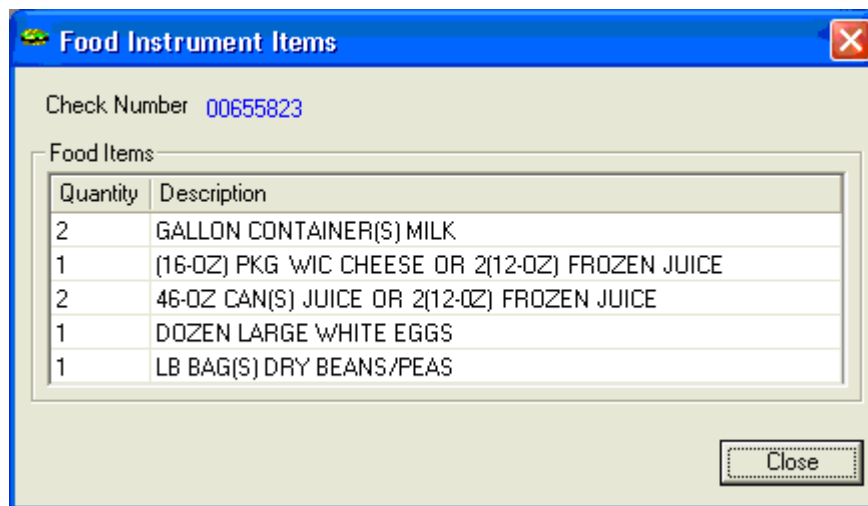 Food Instrument Items
Check Number 00655823
Food Items
Quantity Description
2 GALLON CONTAINER(S) MILK
1 (16-OZ) PKG WIC CHEESE OR 2(12-OZ) FROZEN JUICE
2 46-OZ CAN(S) JUICE OR 2(12-OZ) FROZEN JUICE
1 DOZEN LARGE WHITE EGGS
1 LB BAG(S) DRY BEANS/PEAS
Close